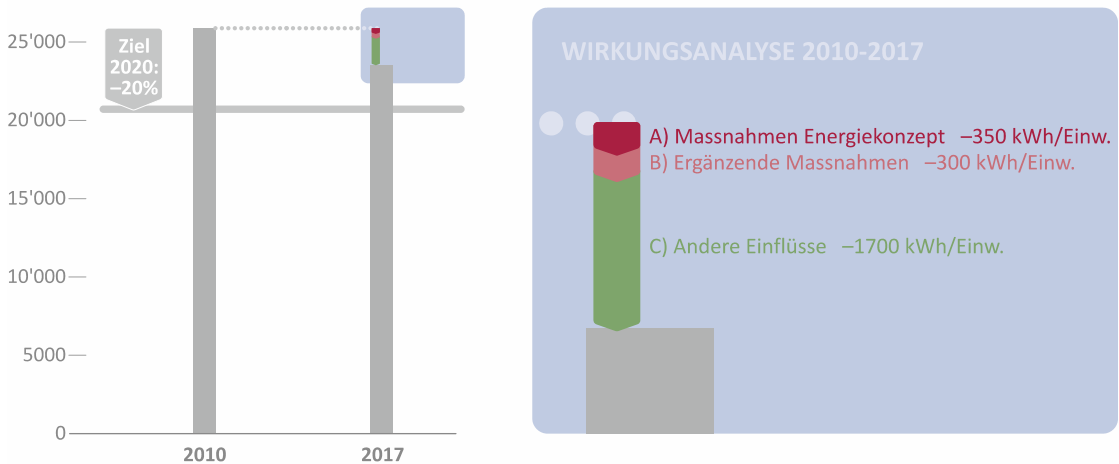 25'000
20'000
15'000
10'000
5000
0
Ziel
2020:
–20%
2010
2017
WIRKUNGSANALYSE 2010-2017
A) Massnahmen Energiekonzept –350 kWh/Einw.
B) Ergänzende Massnahmen –300 kWh/Einw.
C) Andere Einflüsse –1700 kWh/Einw.